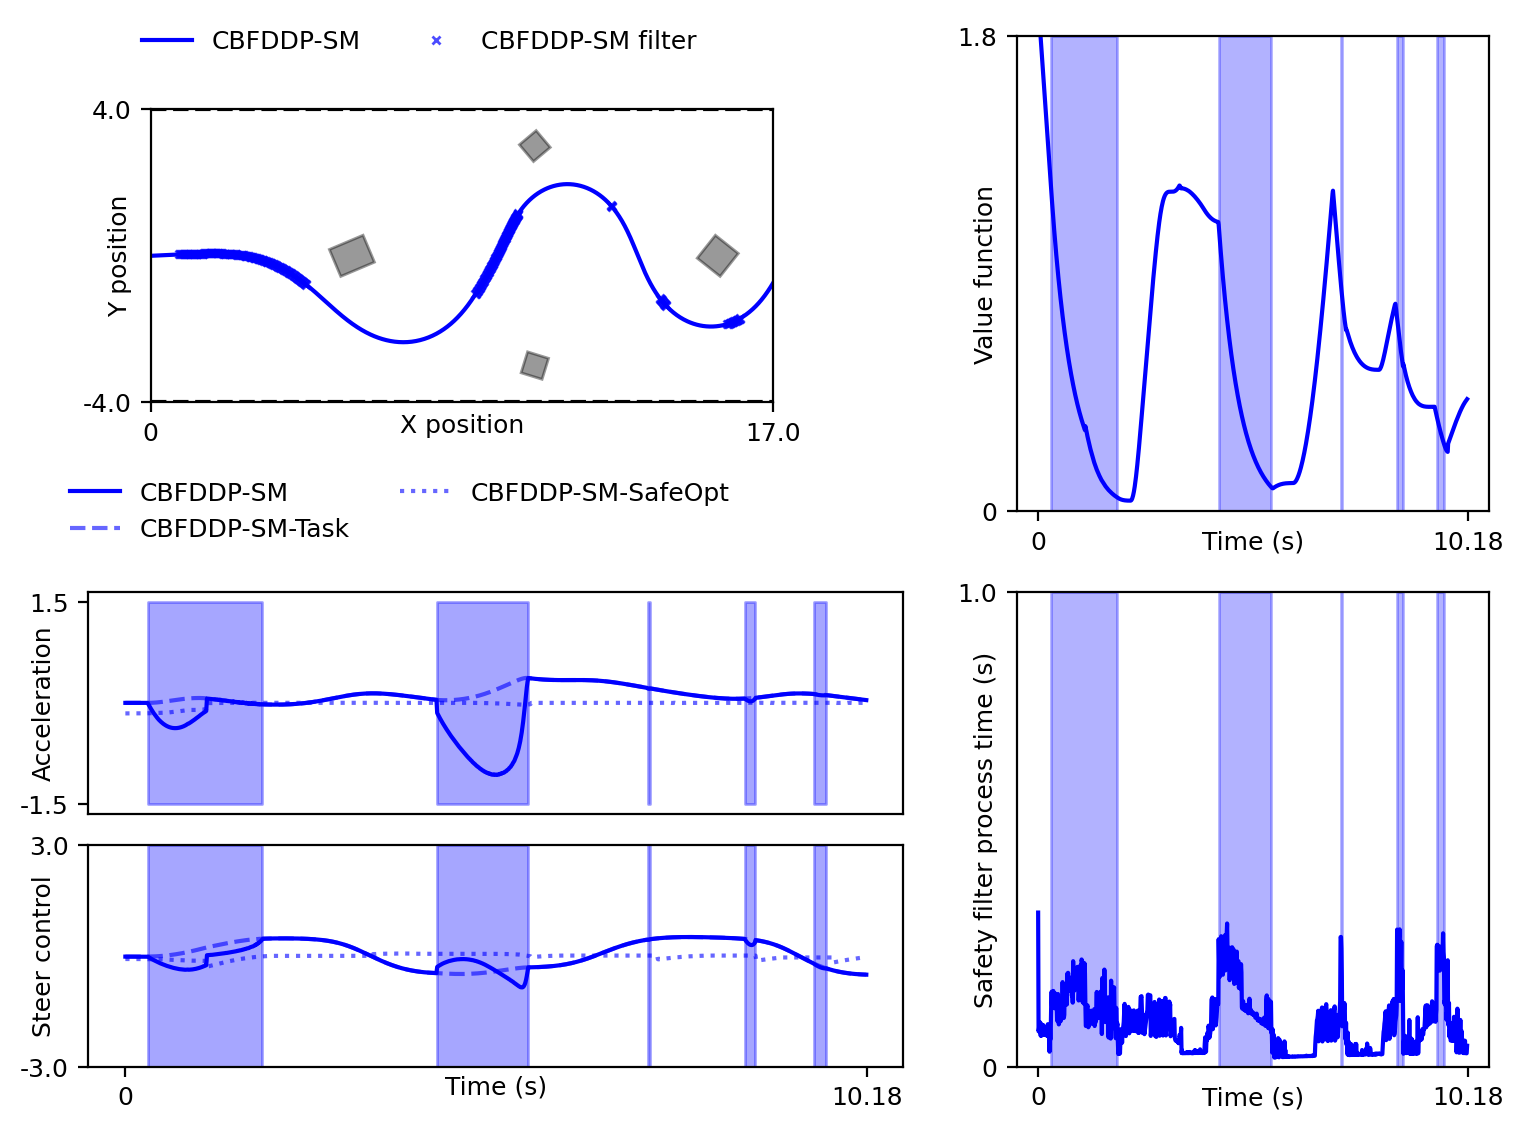 CBFDDP-SM
CBFDDP-SM filter
4.0
Y position
-4.0
0
X position
17.0
1.8
Value function
0
0
Time (s)
10.18
CBFDDP-SM
CBFDDP-SM-SafeOpt
CBFDDP-SM-Task
1.5
Acceleration
-1.5
3.0
Steer control
-3.0
0
Time (s)
10.18
1.0
Safety filter process time (s)
0
0
Time (s)
10.18